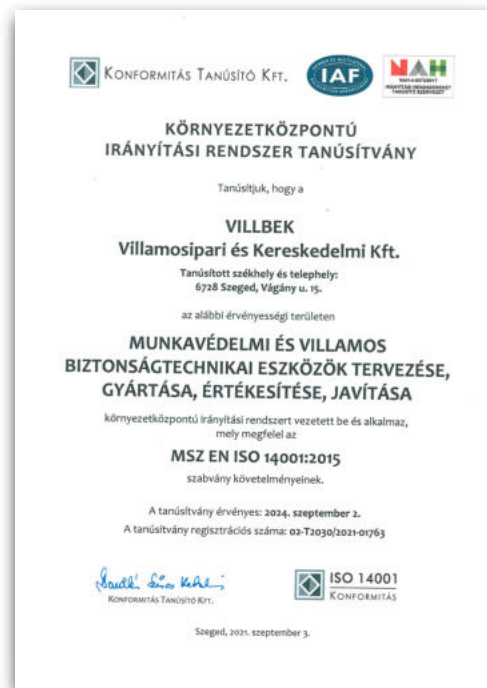 KONFORMITÁS TANÚSÍTÓ KFT.
IAF
NAH
KÖRNYEZETKÖZPONTÚ
IRÁNYÍTÁSI RENDSZER TANÚSÍTVÁNY
Tanúsítjuk, hogy a
VILLBEK
Villamosipari és Kereskedelmi Kft.
Tanúsított székhely és telephely:
6728 Szeged, Vágány u. 15.
az alábbi érvényességi területen
MUNKAVÉDELMI ÉS VILLAMOS
BIZTONSÁGTECHNIKAI ESZKÖZÖK TERVEZÉSE,
GYÁRTÁSA, ÉRTÉKESÍTÉSE, JAVÍTÁSA
környezetközpontú irányítási rendszert vezetett be és alkalmaz,
mely megfelel az
MSZ EN ISO 14001:2015
szabvány követelményeinek.
A tanúsítvány érvényes: 2024. szeptember 2.
A tanúsítvány regisztrációs száma: 02-T2030/2021-01763
KONFORMITÁS TANÚSÍTÓ KFT.
ISO 14001
KONFORMITÁS
Szeged, 2021. szeptember 3.